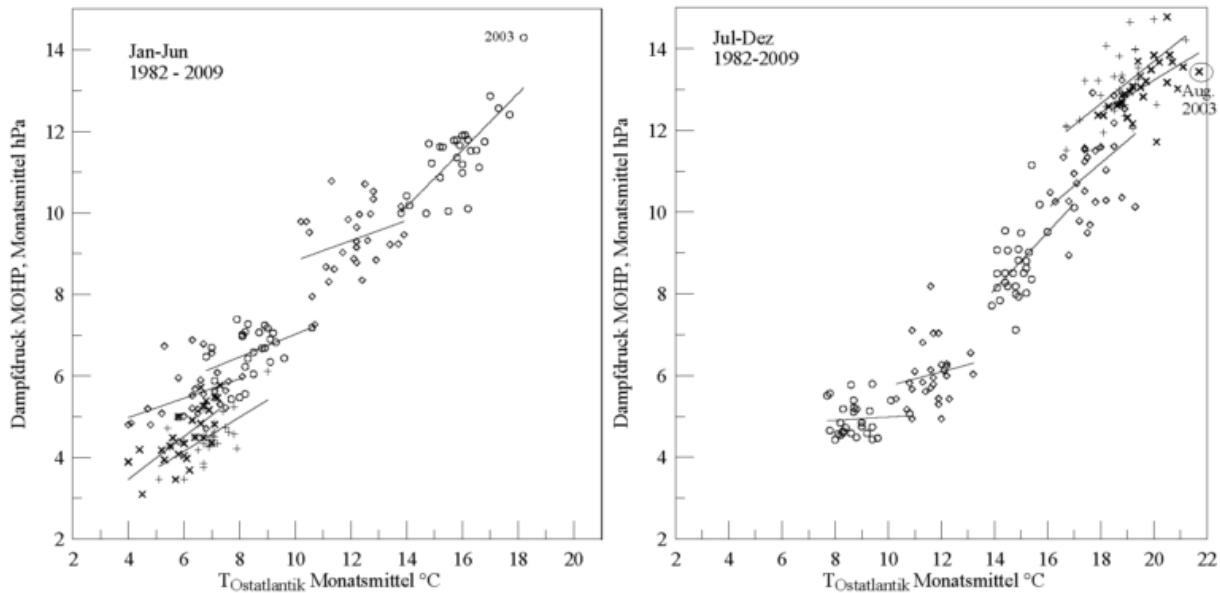 14
12
10
8
6
4
2
Dampfdruck MOHP, Monatsmittel hPa
Jan-Jun
1982 - 2009
2003
2 4 6 8 10 12 14 16 18 20
TOstatlantik Monatsmittel °C
14
12
10
8
6
4
2
Dampfdruck MOHP, Monatsmittel hPa
Jul-Dez
1982-2009
Aug.
2003
2 4 6 8 10 12 14 16 18 20 22
TOstatlantik Monatsmittel °C